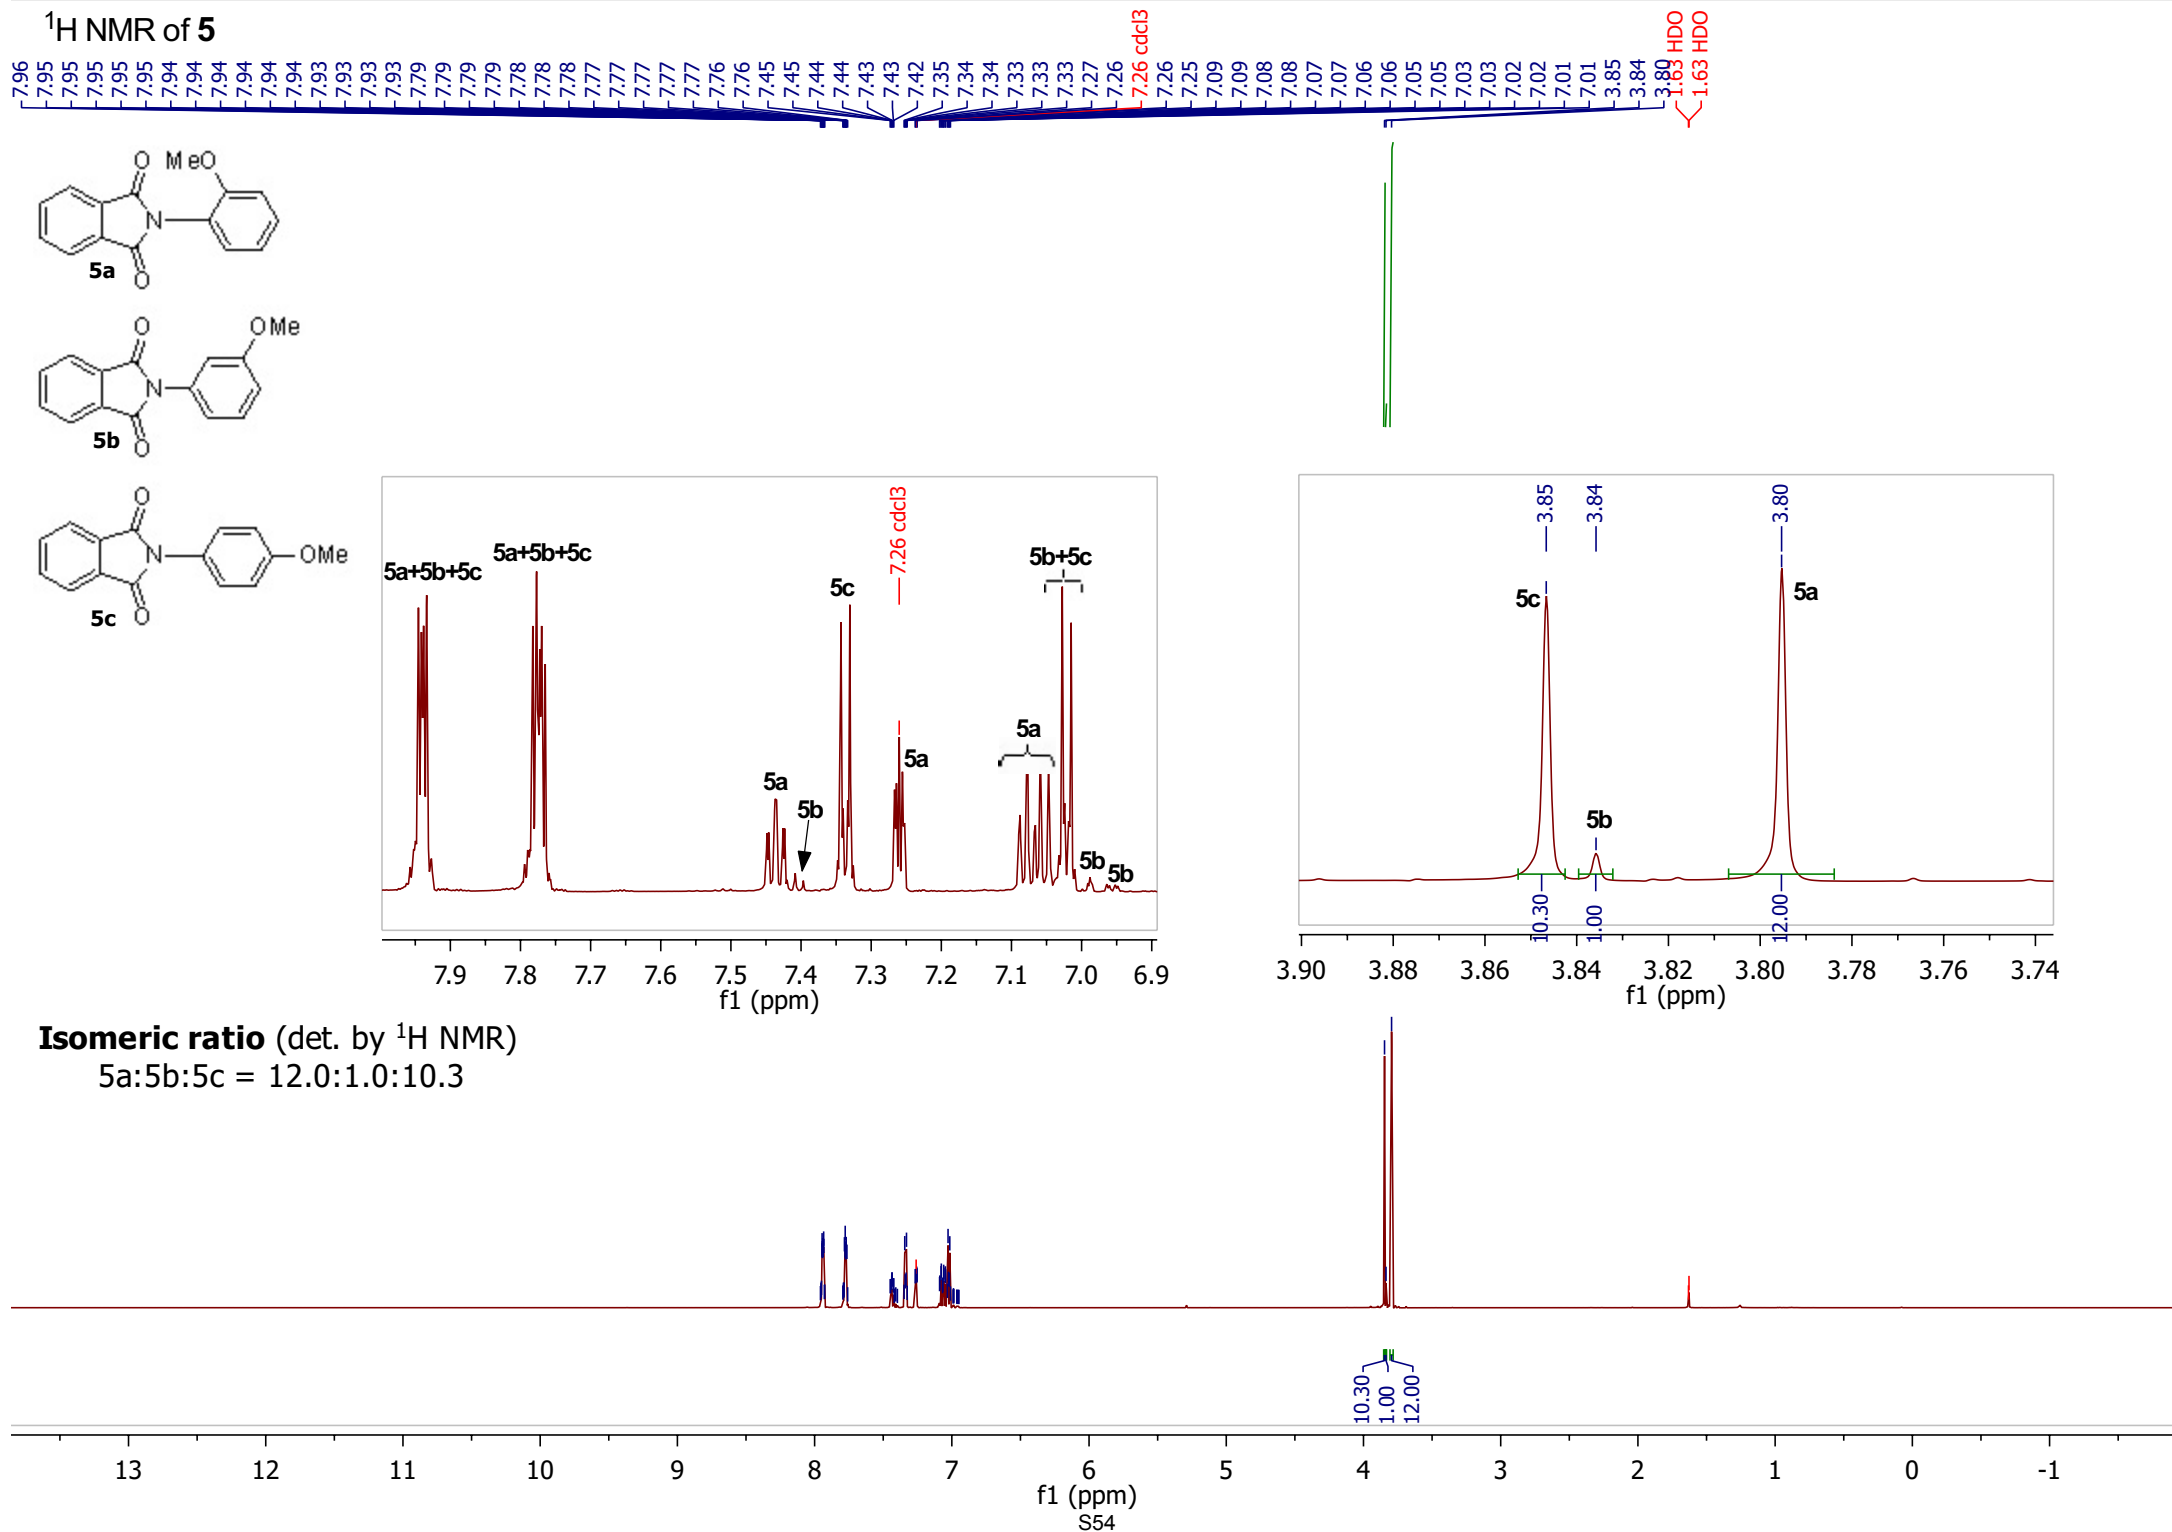 ¹H NMR of 5
7.96 7.95 7.95 7.95 7.95 7.95 7.94 7.94 7.94 7.94 7.94 7.94 7.93 7.93 7.93 7.93 7.79 7.79 7.79 7.79 7.78 7.78 7.78 7.77 7.77 7.77 7.77 7.77 7.76 7.76 7.45 7.45 7.44 7.44 7.43 7.43 7.42 7.35 7.34 7.34 7.33 7.33 7.33 7.27 7.26 7.26 cdcl3 7.26 7.25 7.09 7.09 7.08 7.08 7.07 7.07 7.06 7.06 7.05 7.05 7.03 7.03 7.02 7.02 7.01 7.01 3.85 3.84 3.80 1.63 HDO 1.63 HDO
O MeO
N
5a O
O OMe
N
5b O
O
N OMe
5c O
5a+5b+5c 5a+5b+5c 5c 7.26 cdcl3 5b+5c
5a 5b 5a 5a 5b 5b
7.9 7.8 7.7 7.6 7.5 7.4 7.3 7.2 7.1 7.0 6.9
f1 (ppm)
3.85 3.84 3.80
5c 5b 5a
10.30 1.00 12.00
3.90 3.88 3.86 3.84 3.82 3.80 3.78 3.76 3.74
f1 (ppm)
Isomeric ratio (det. by ¹H NMR)
5a:5b:5c = 12.0:1.0:10.3
10.30 1.00 12.00
13 12 11 10 9 8 7 6 5 4 3 2 1 0 -1
f1 (ppm)
S54